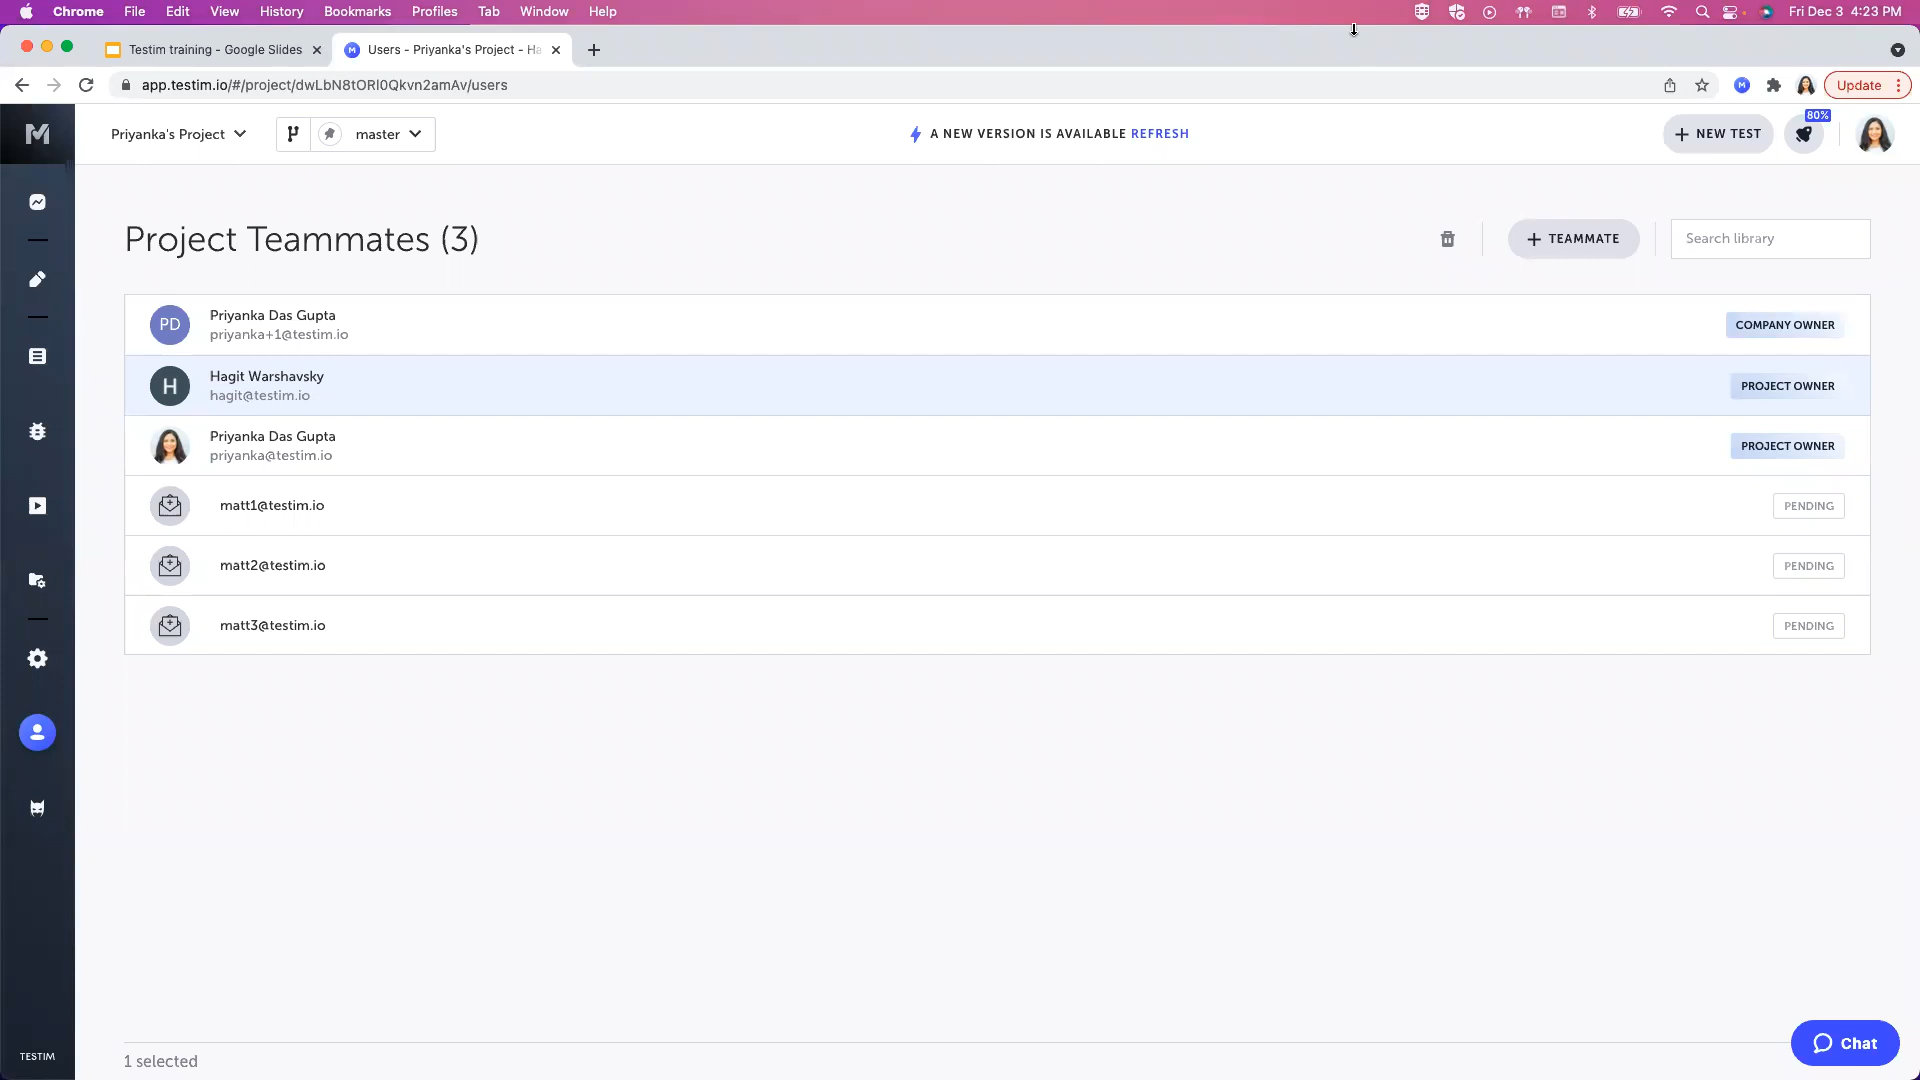 Chrome File Edit View History Bookmarks Profiles Tab Window Help Fri Dec 3 4:23 PM
Testim training - Google Slides Users - Priyanka's Project - Ha
app.testim.io/#/project/dwLbN8tORl0Qkvn2amAv/users Update
Priyanka's Project master A NEW VERSION IS AVAILABLE REFRESH NEW TEST 80%
Project Teammates (3) TEAMMATE Search library
PD Priyanka Das Gupta COMPANY OWNER
priyanka+1@testim.io
H Hagit Warshavsky PROJECT OWNER
hagit@testim.io
Priyanka Das Gupta PROJECT OWNER
priyanka@testim.io
matt1@testim.io PENDING
matt2@testim.io PENDING
matt3@testim.io PENDING
TESTIM
1 selected
Chat